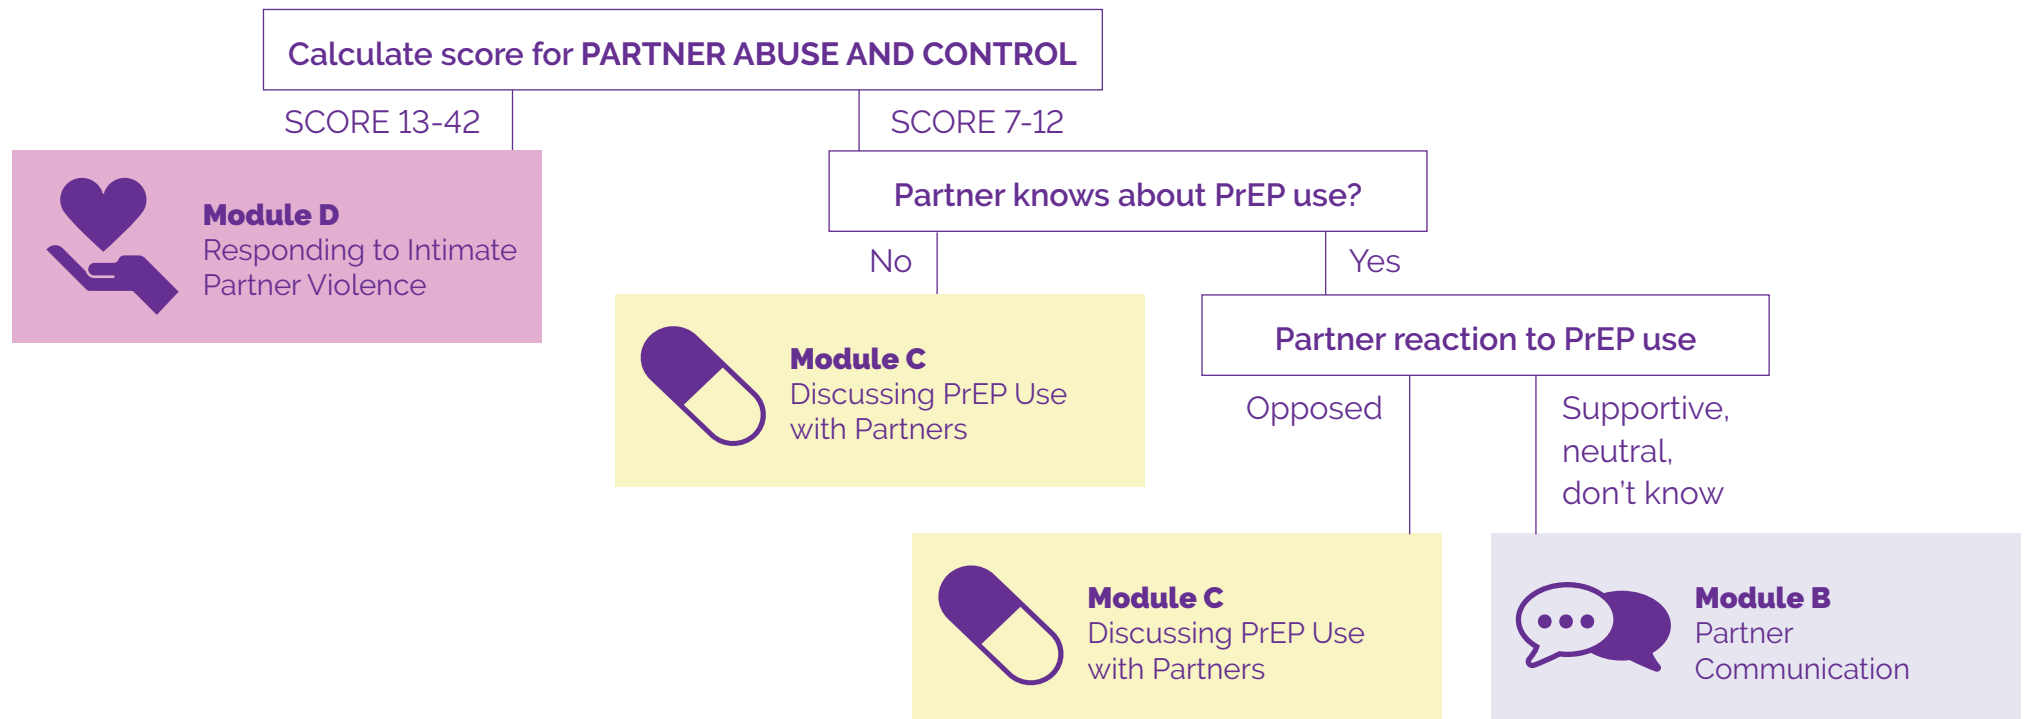 Calculate score for PARTNER ABUSE AND CONTROL
SCORE 13-42
SCORE 7-12
Module D
Responding to Intimate
Partner Violence
Partner knows about PrEP use?
No
Yes
Module C
Discussing PrEP Use
with Partners
Partner reaction to PrEP use
Opposed
Supportive,
neutral,
don't know
Module C
Discussing PrEP Use
with Partners
Module B
Partner
Communication